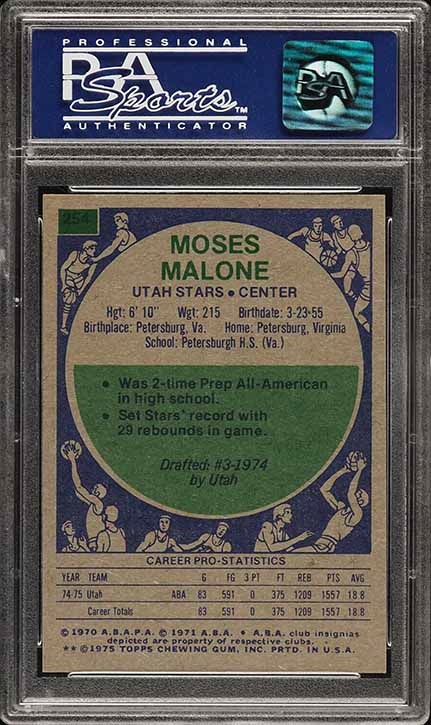 PROFESSIONAL
PSA
Sports™
AUTHENTICATOR
PSA
254
MOSES
MALONE
UTAH STARS • CENTER
Hgt: 6' 10" Wgt: 215 Birthdate: 3-23-55
Birthplace: Petersburg, Va. Home: Petersburg, Virginia
School: Petersburgh H.S. (Va.)
• Was 2-time Prep All-American
in high school.
• Set Stars' record with
29 rebounds in game.
Drafted: #3-1974
by Utah
CAREER PRO-STATISTICS
YEAR TEAM G FG 3 PT FT REB PTS AVG
74-75 Utah ABA 83 591 0 375 1209 1557 18.8
Career Totals 83 591 0 375 1209 1557 18.8
© 1970 A.B.A.P.A. © 1971 A.B.A. • A.B.A. club insignias
depicted are property of respective clubs.
** © 1975 TOPPS CHEWING GUM, INC. PRTD. IN U.S.A.